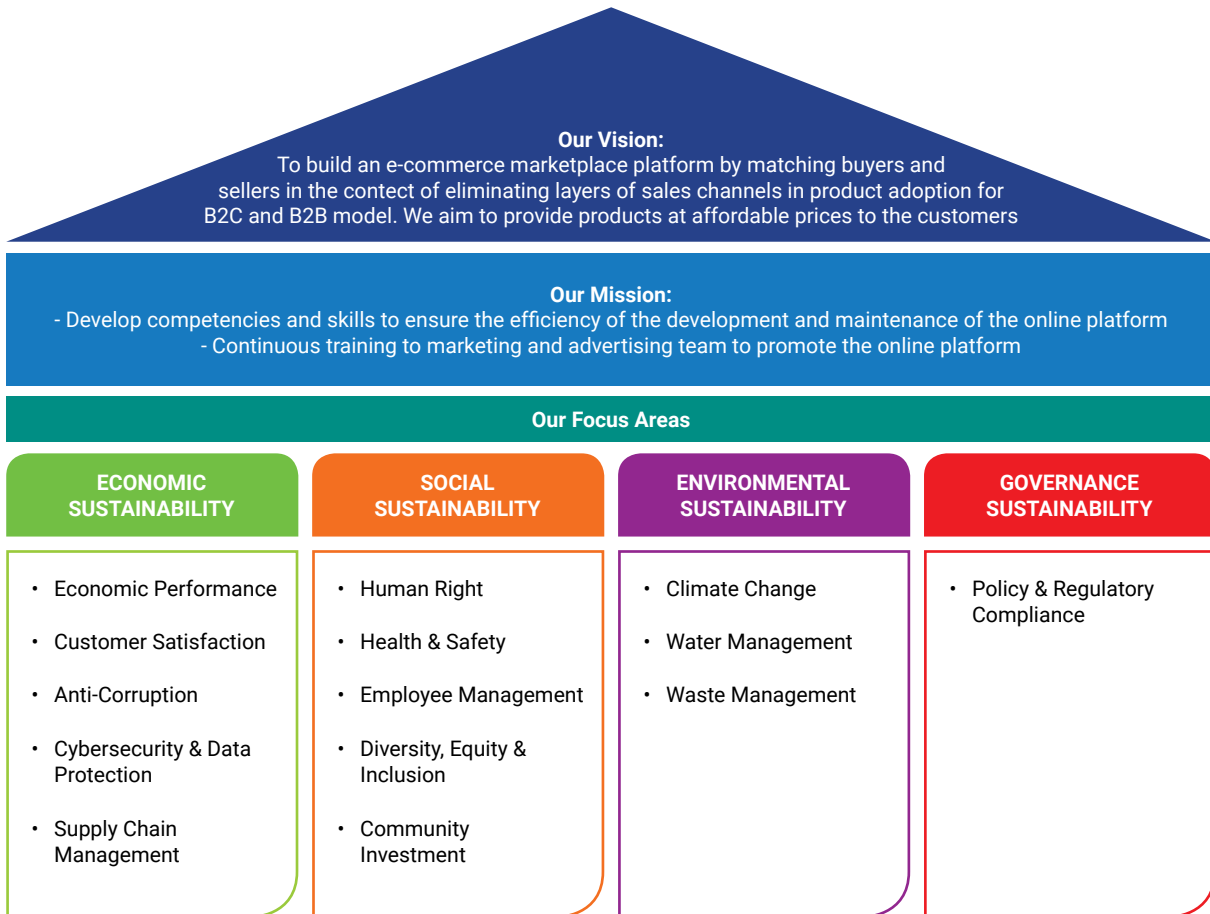 Our Vision:
To build an e-commerce marketplace platform by matching buyers and
sellers in the contect of eliminating layers of sales channels in product adoption for
B2C and B2B model. We aim to provide products at affordable prices to the customers
Our Mission:
- Develop competencies and skills to ensure the efficiency of the development and maintenance of the online platform
- Continuous training to marketing and advertising team to promote the online platform
Our Focus Areas
ECONOMIC
SUSTAINABILITY
• Economic Performance
• Customer Satisfaction
• Anti-Corruption
• Cybersecurity & Data
Protection
• Supply Chain
Management
SOCIAL
SUSTAINABILITY
• Human Right
• Health & Safety
• Employee Management
• Diversity, Equity &
Inclusion
• Community
Investment
ENVIRONMENTAL
SUSTAINABILITY
• Climate Change
• Water Management
• Waste Management
GOVERNANCE
SUSTAINABILITY
• Policy & Regulatory
Compliance